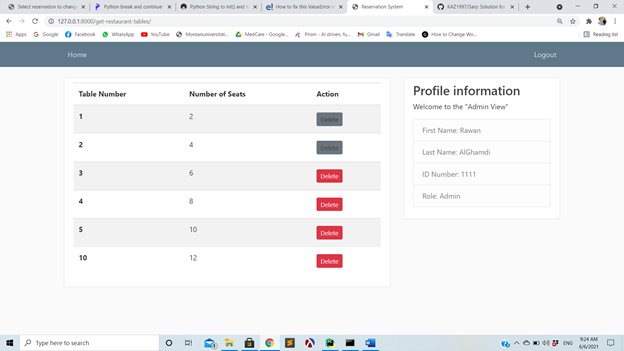 Select reservation to chang
Python break and continue
Python String to Int() and I
How to fix this ValueError i
Reservation System
KAZ1997/Sary: Solution fo
127.0.0.1:8000/get-restaurant-tables/
Apps
Google
Facebook
WhatsApp
YouTube
Montanuniversität...
MedCare - Google...
Prism - AI driven, fu...
Gmail
Translate
How to Change Wo...
Reading list
Home
Logout
Table Number Number of Seats Action
1 2 Delete
2 4 Delete
3 6 Delete
4 8 Delete
5 10 Delete
10 12 Delete
Profile information
Welcome to the "Admin View"
First Name: Rawan
Last Name: AlGhamdi
ID Number: 1111
Role: Admin
Type here to search
ENG
9:24 AM
6/6/2021